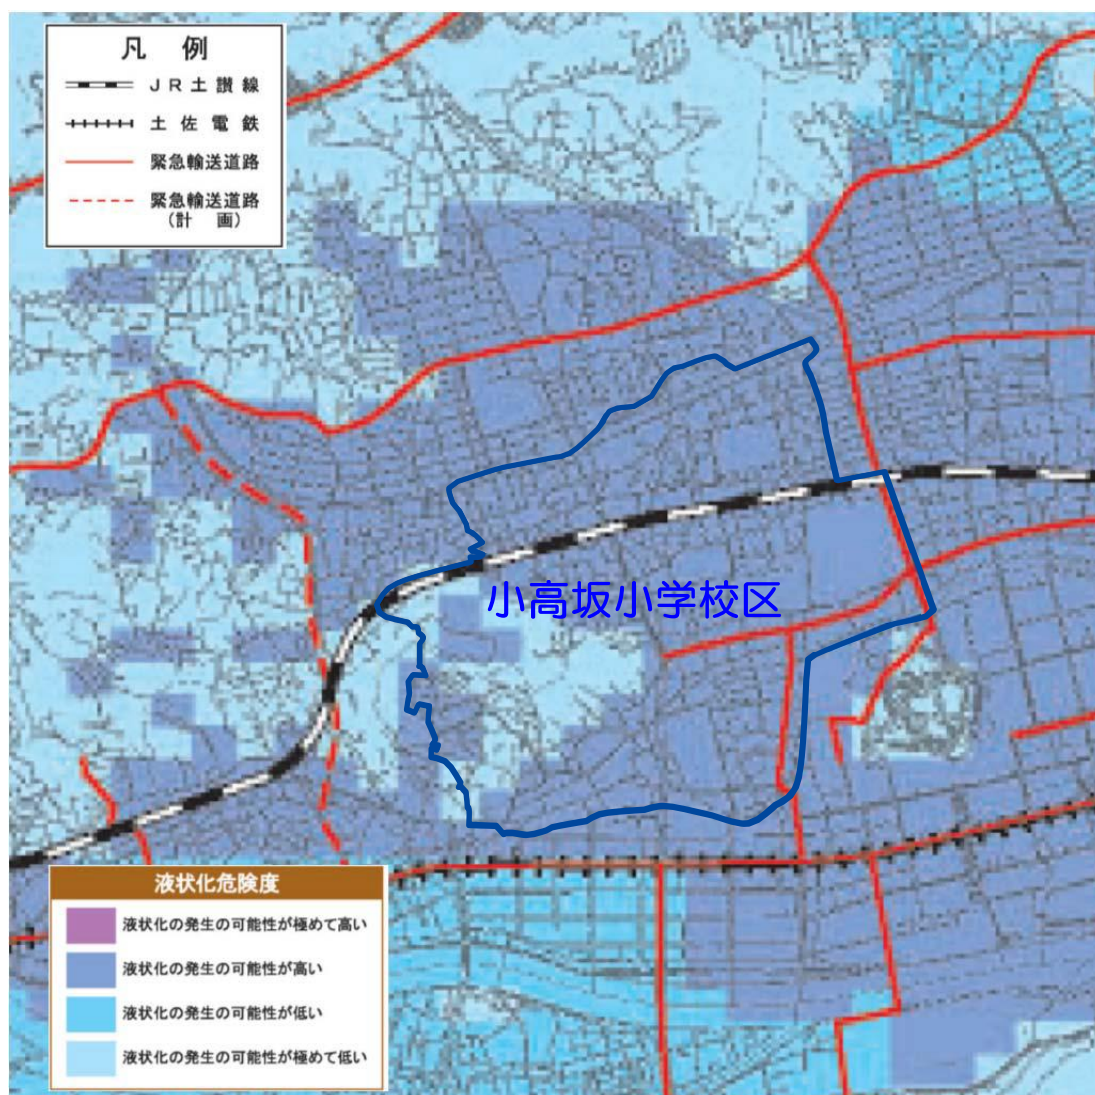 凡 例
JR土讃線
土佐電鉄
緊急輸送道路
緊急輸送道路
(計 画)
小高坂小学校区
液状化危険度
液状化の発生の可能性が極めて高い
液状化の発生の可能性が高い
液状化の発生の可能性が低い
液状化の発生の可能性が極めて低い